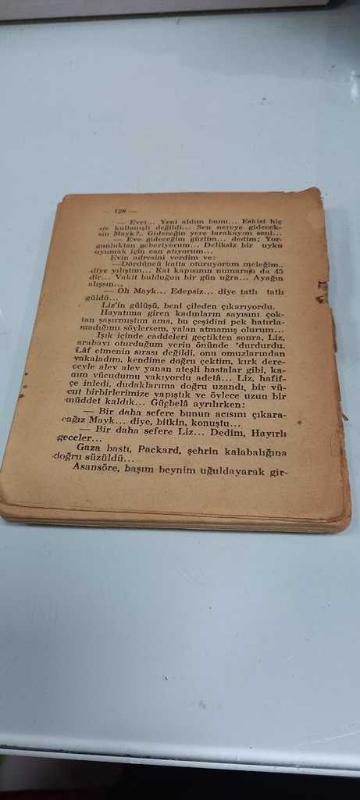 — 128 —
— Evet... Yeni aldım bunu... Eskisi hiç
de kullanışlı değildi... Sen nereye gidecek-
sin Mayk?.. Gideceğin yere bırakayım seni...
— Eve gideceğim güzlim... dostim; Yor-
gunluktan geberiyorum... Deliksiz bir uyku
uyumak için can atıyorum...
Evin adresini verdim ve:
— Dördüncü katta oturuyorum meleğim..
diye yılıştım... Kat kapısının numarası da 45
dir... Vakit bulduğun bir gün uğra... Ayağın
alışsın...
— Oh Mayk... Edepsiz... diye tatlı tatlı
güldü...
Liz'in gülüşü, beni çileden çıkarıyordu.
Hayatıma giren kadınların sayısını çok-
tan şaşırmıştım ama, bu çeşidini pek hatırla-
madığımı söylersem, yalan atmamış olurum...
Işık içinde caddeleri geçtikten sonra, Liz,
arabayı oturduğum yerin önünde durdurdu.
Lâf etmenin sırası değildi, onu omuzlarından
yakaladım, kendime doğru çektim, kırk dere-
ceyle alev alev yanan ateşli hastalar gibi, ka-
nım vücudumu yakıyordu adetâ... Liz, hafif-
çe inledi, dudaklarıma doğru uzandı, bir vü-
cut birbirlerimize yapıştık ve öylece uzun bir
müddet kaldık... Güçbelâ ayrılırken:
— Bir daha sefere bunun acısını çıkara-
cağız Mayk... diye, bitkin, konuştu...
— Bir daha sefere Liz... Dedim, Hayırlı
geceler...
Gaza bastı, Packard, şehrin kalabalığına
doğru süzüldü...
Asansöre, başım beynim uğuldayarak gir-